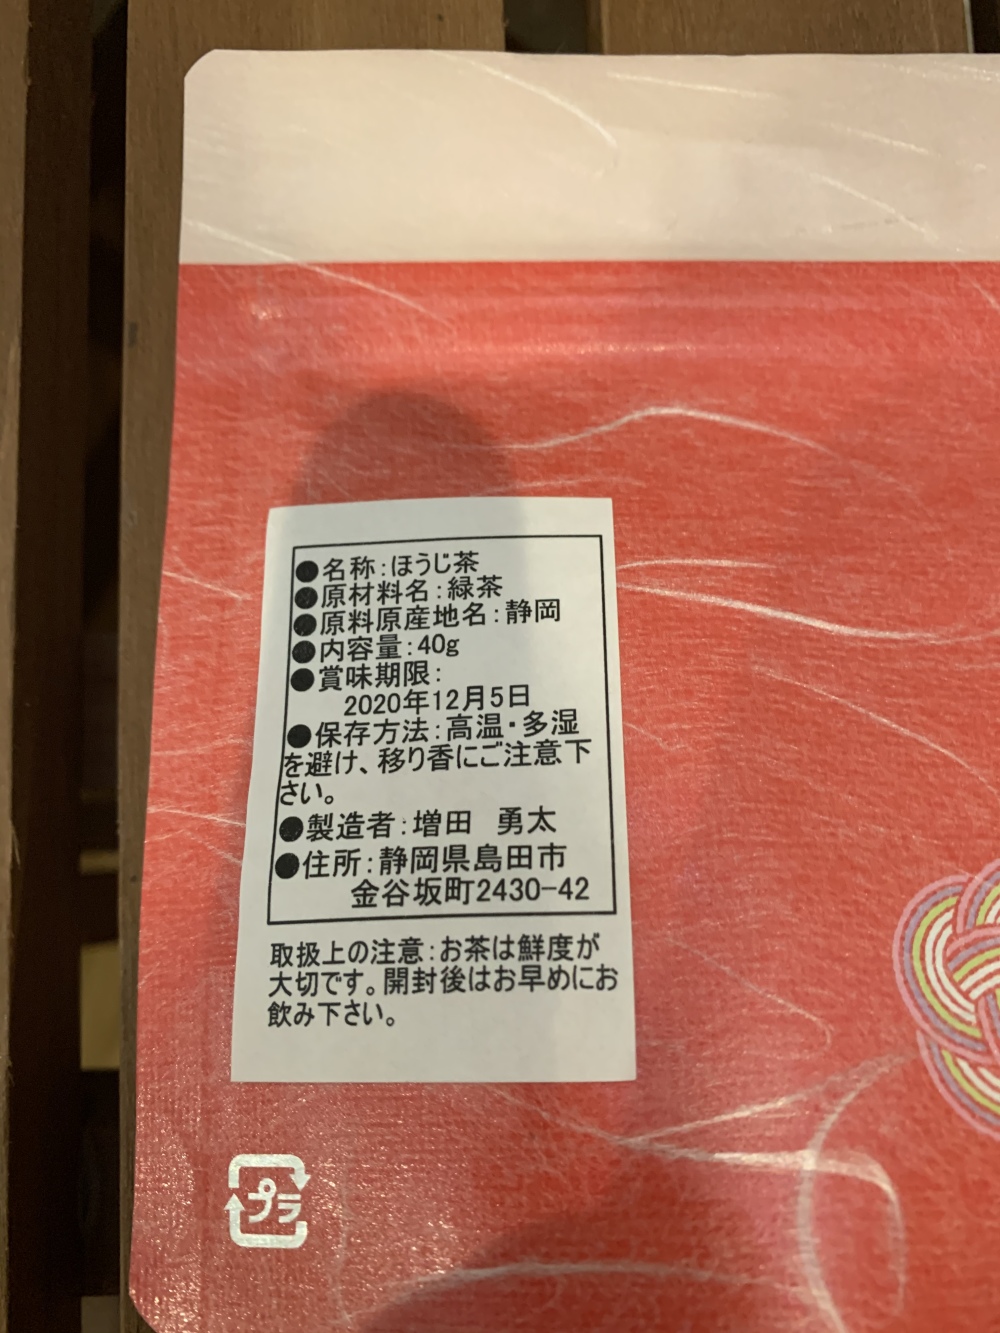 ●名称:ほうじ茶
●原材料名:緑茶
●原料原産地名:静岡
●内容量:40g
●賞味期限:
2020年12月5日
●保存方法:高温・多湿
を避け、移り香にご注意下
さい。
●製造者:増田　勇太
●住所:静岡県島田市
金谷坂町2430-42
取扱上の注意:お茶は鮮度が
大切です。開封後はお早めにお
飲み下さい。
プラ